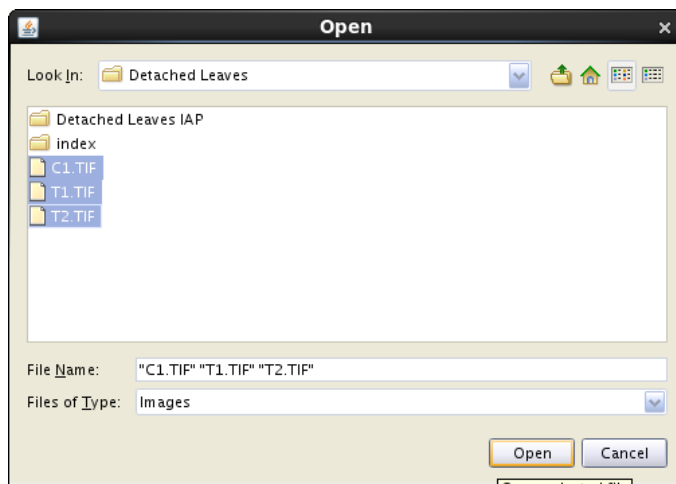 Open
Look In: Detached Leaves
Detached Leaves IAP
index
C1.TIF
T1.TIF
T2.TIF
File Name: "C1.TIF" "T1.TIF" "T2.TIF"
Files of Type: Images
Open Cancel